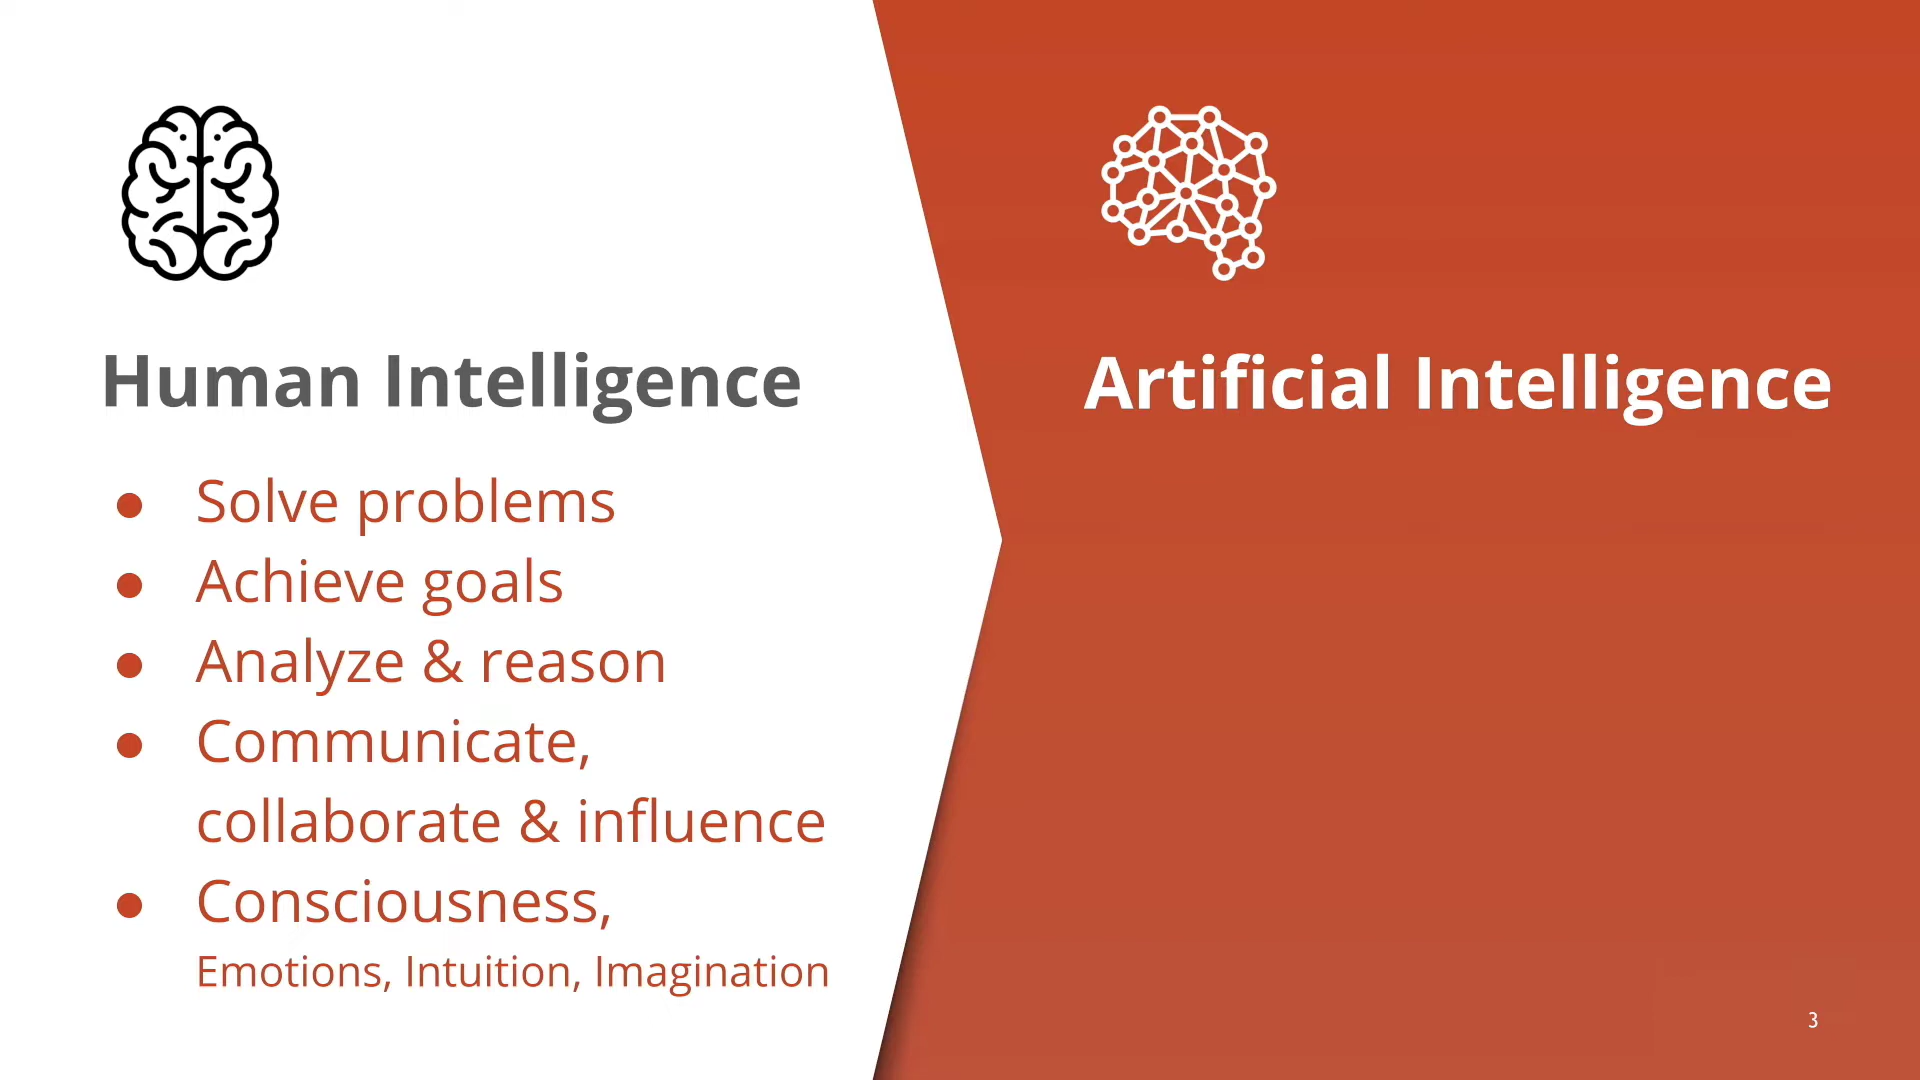 Human Intelligence
● Solve problems
● Achieve goals
● Analyze & reason
● Communicate,
collaborate & influence
● Consciousness,
Emotions, Intuition, Imagination
Artificial Intelligence
3